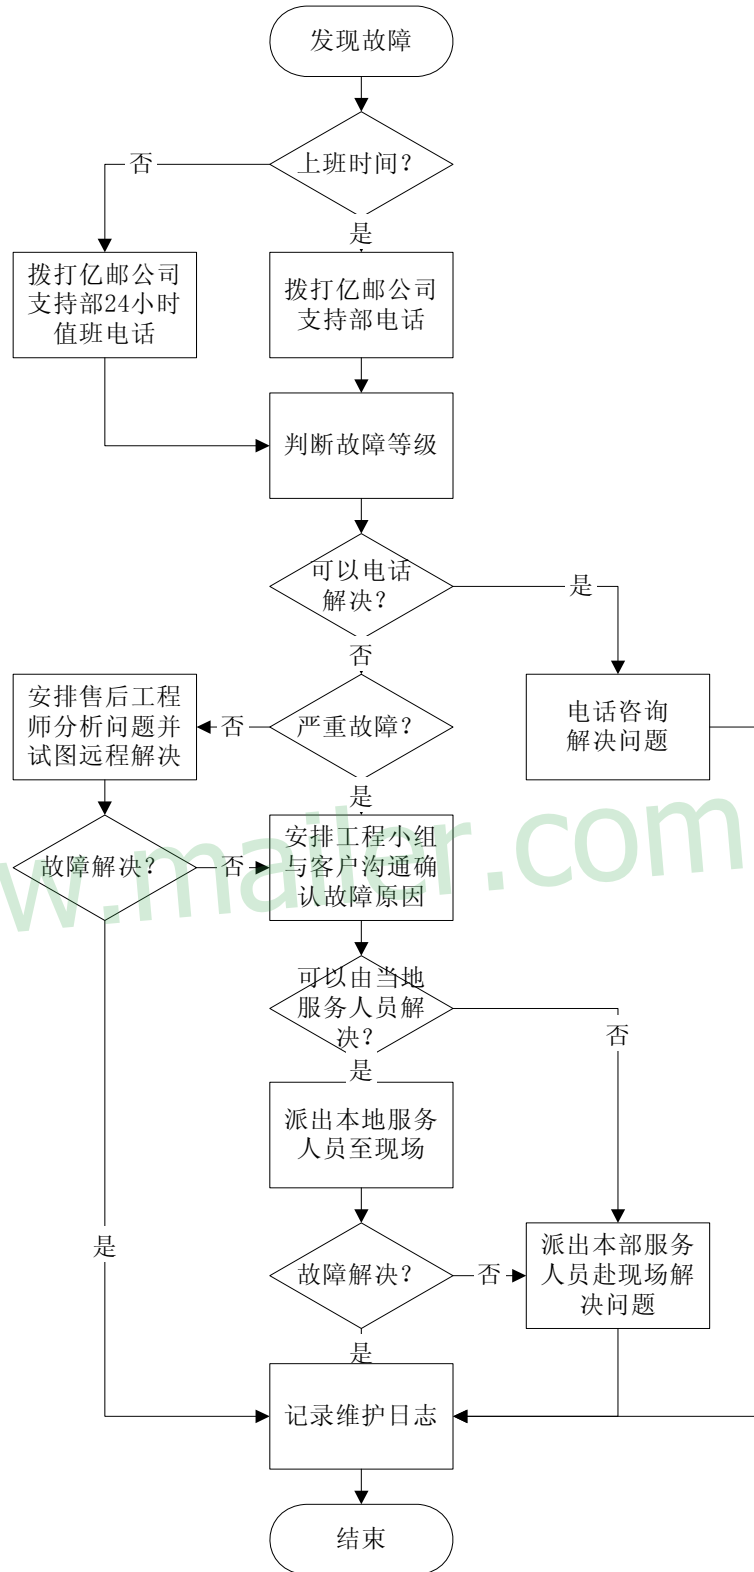 发现故障
上班时间?
否
是
拨打亿邮公司
支持部24小时
值班电话
拨打亿邮公司
支持部电话
判断故障等级
可以电话
解决?
是
否
安排售后工程
师分析问题并
试图远程解决
否
严重故障?
电话咨询
解决问题
是
故障解决?
否
安排工程小组
与客户沟通确
认故障原因
w.mailer.com
可以由当地
服务人员解
决?
否
是
派出本地服务
人员至现场
是
故障解决?
否
派出本部服务
人员赴现场解
决问题
是
记录维护日志
结束